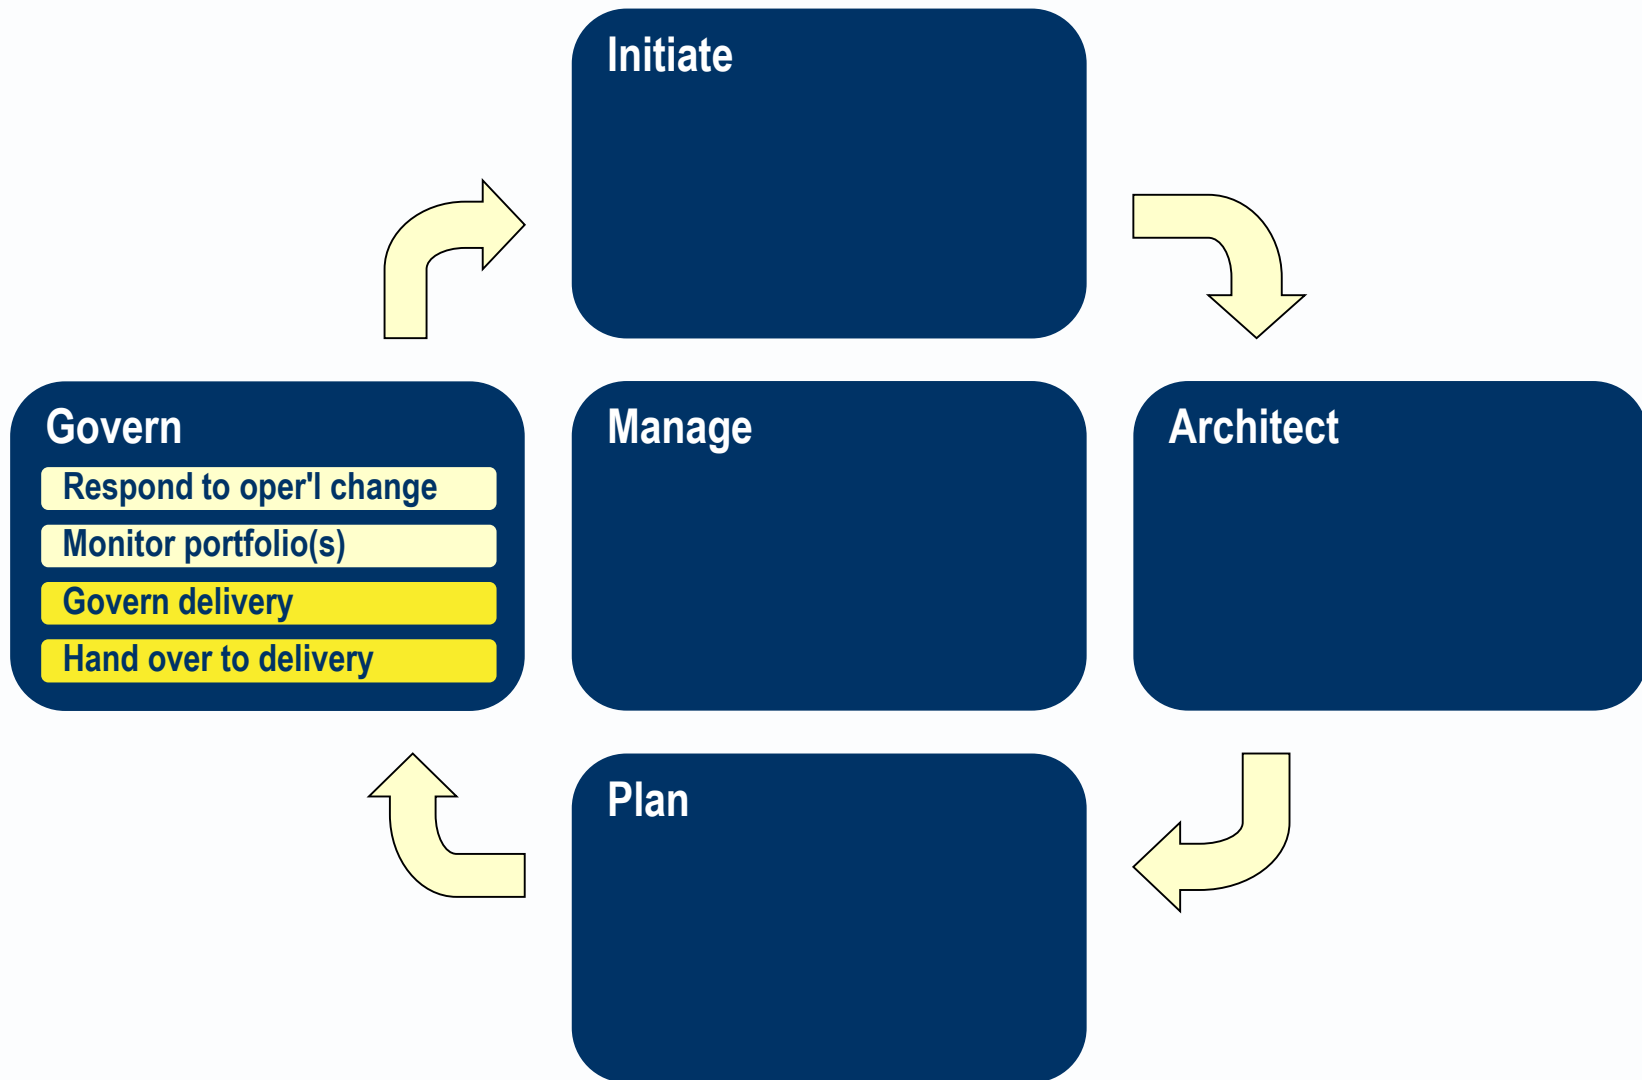 Initiate
Govern
Respond to oper'l change
Monitor portfolio(s)
Govern delivery
Hand over to delivery
Manage
Architect
Plan